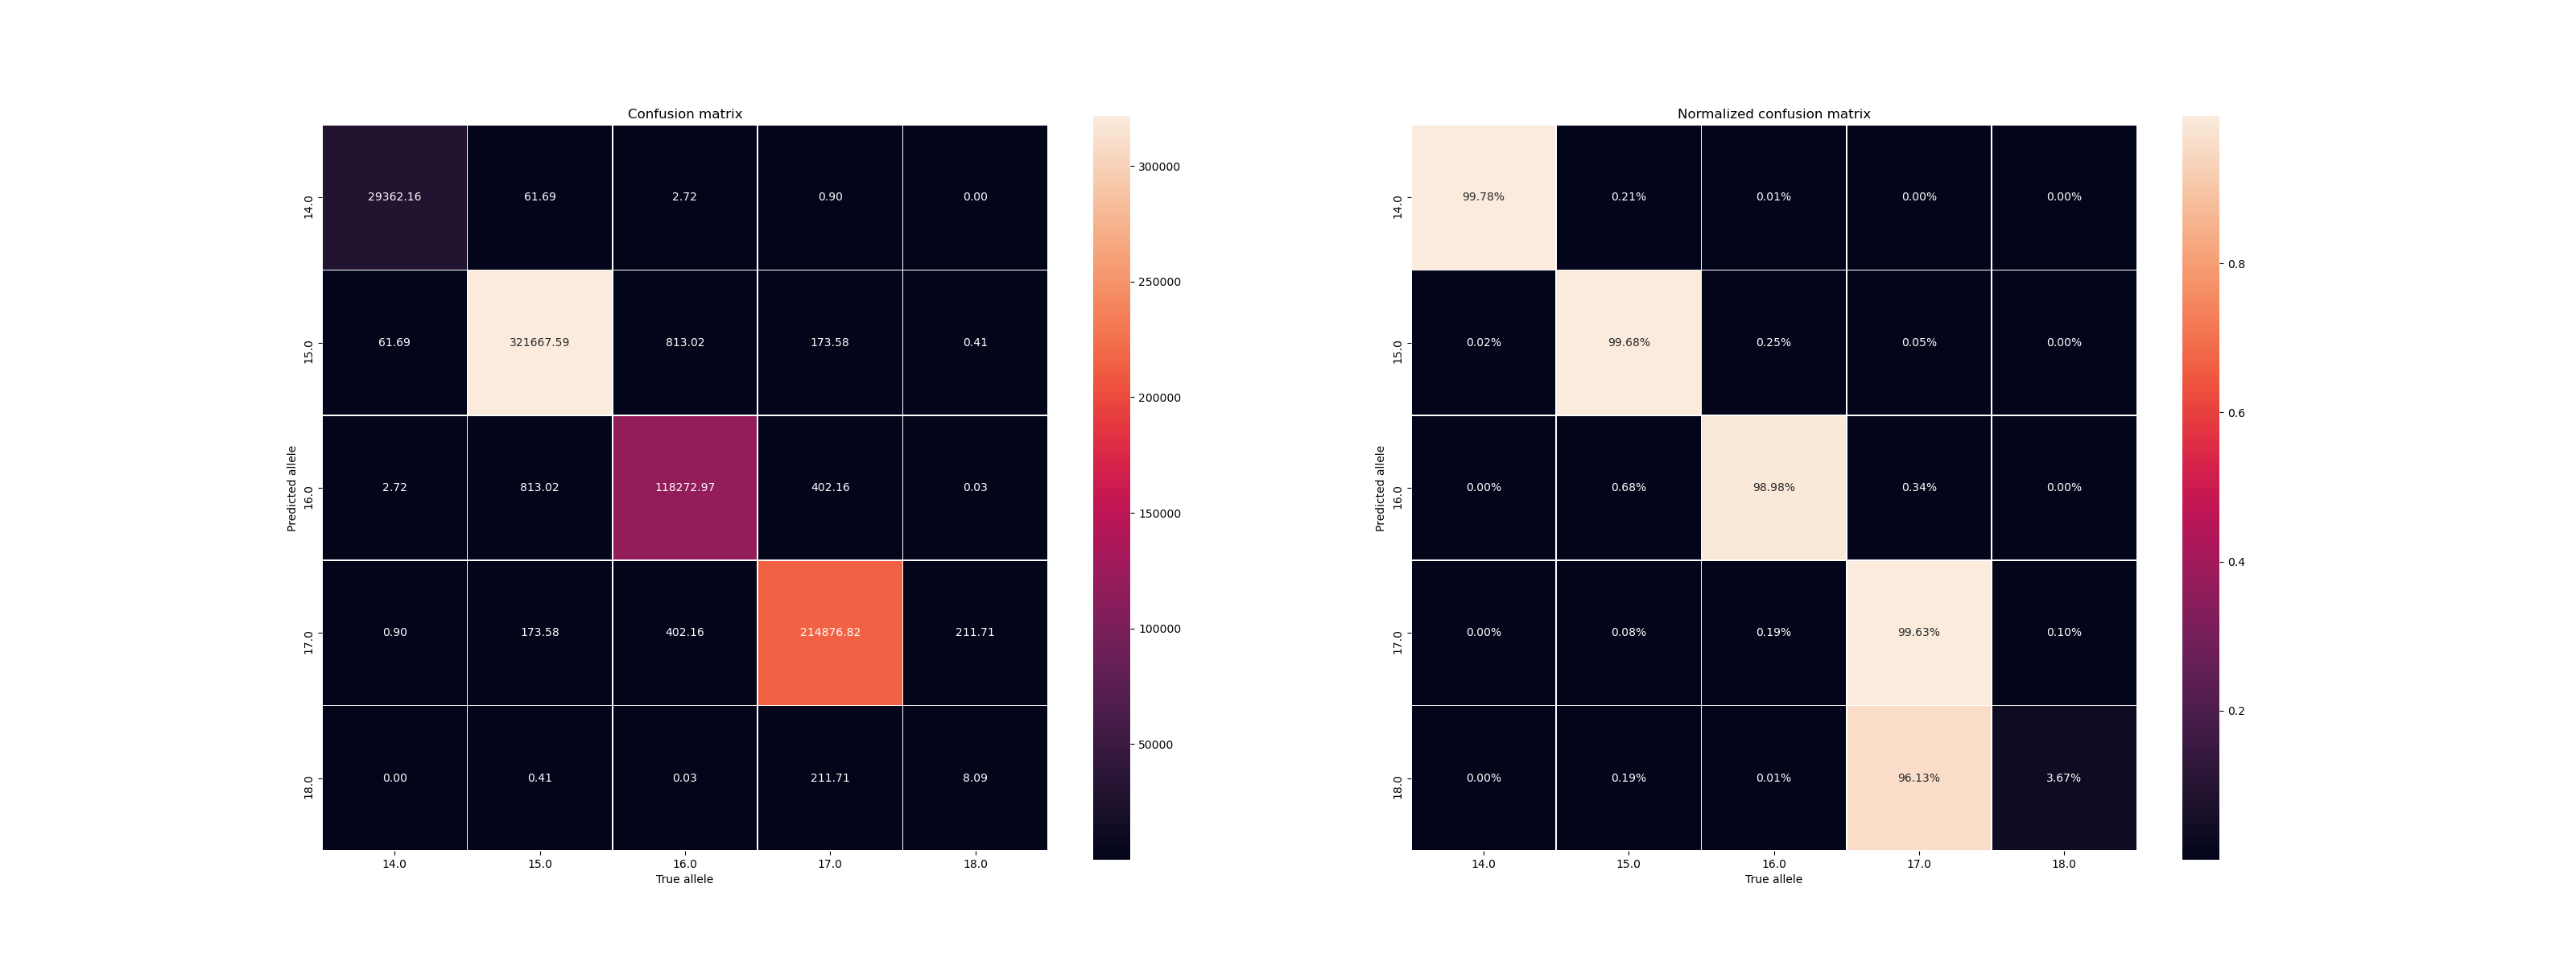 Confusion matrix
14.0 29362.16 61.69 2.72 0.90 0.00
15.0 61.69 321667.59 813.02 173.58 0.41
16.0 2.72 813.02 118272.97 402.16 0.03
17.0 0.90 173.58 402.16 214876.82 211.71
18.0 0.00 0.41 0.03 211.71 8.09
14.0 15.0 16.0 17.0 18.0
Predicted allele
True allele
300000
250000
200000
150000
100000
50000
Normalized confusion matrix
14.0 99.78% 0.21% 0.01% 0.00% 0.00%
15.0 0.02% 99.68% 0.25% 0.05% 0.00%
16.0 0.00% 0.68% 98.98% 0.34% 0.00%
17.0 0.00% 0.08% 0.19% 99.63% 0.10%
18.0 0.00% 0.19% 0.01% 96.13% 3.67%
14.0 15.0 16.0 17.0 18.0
Predicted allele
True allele
0.8
0.6
0.4
0.2